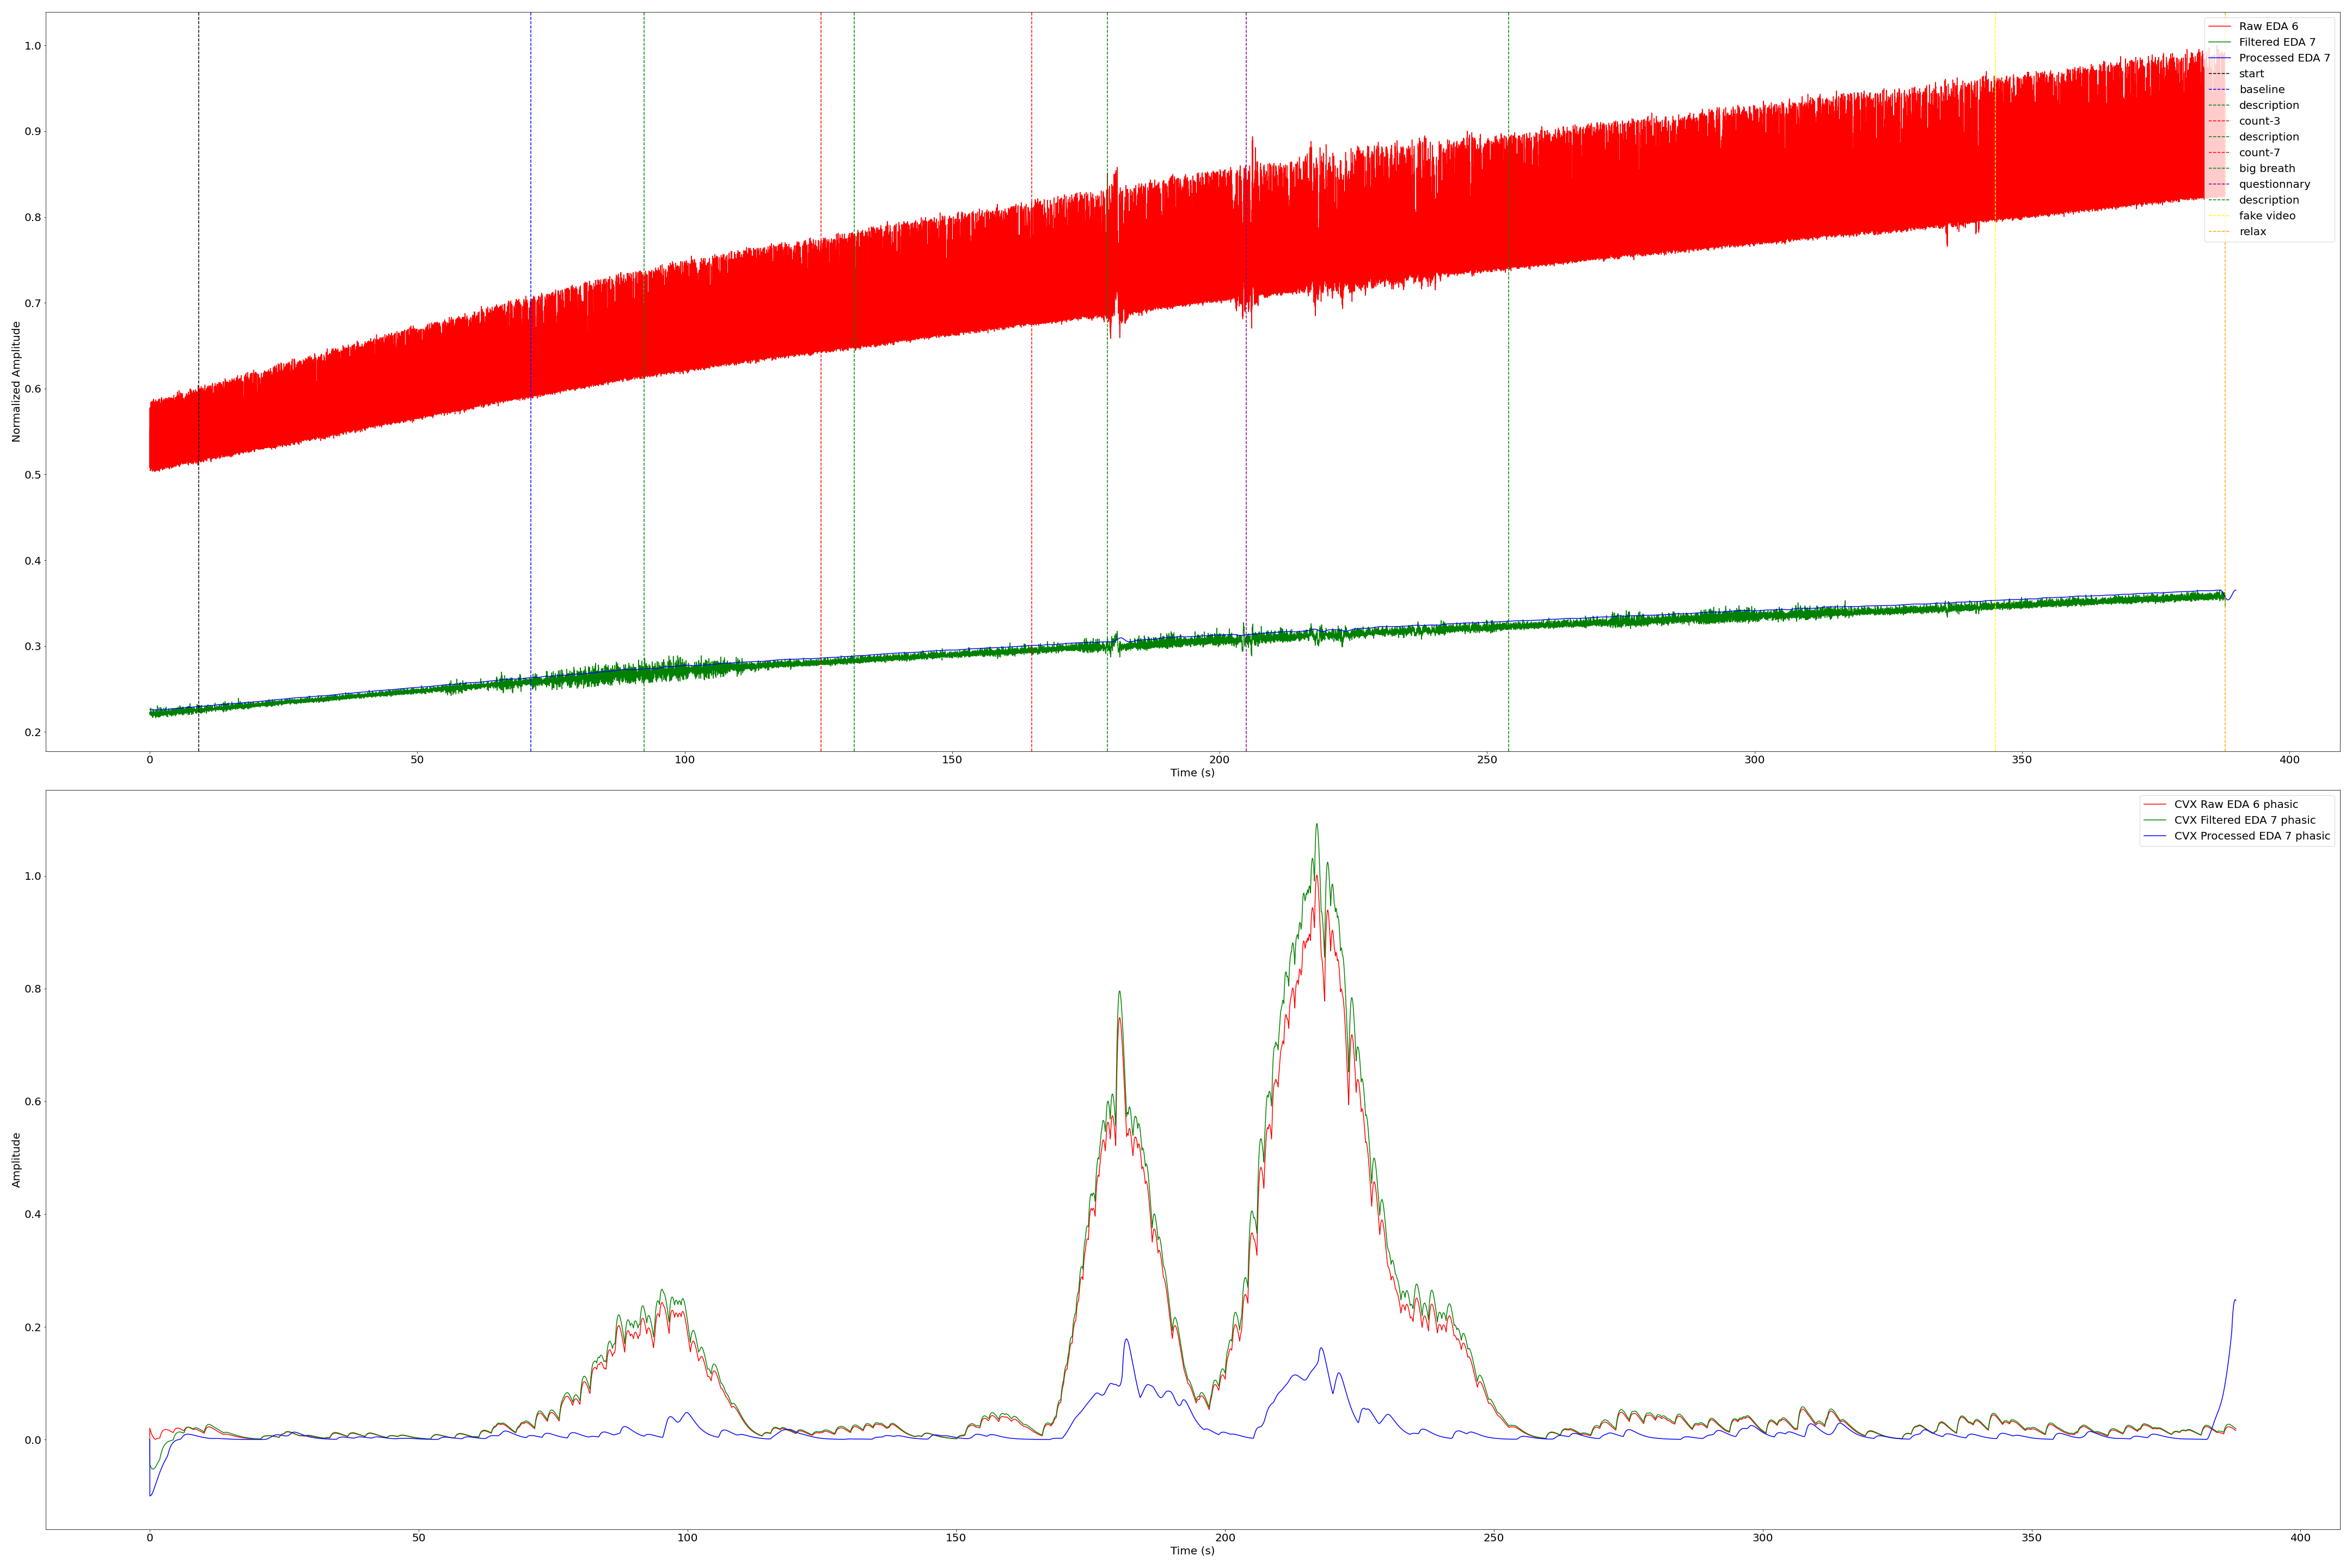 1.0
0.9
0.8
0.7
0.6
0.5
0.4
0.3
0.2
Normalized Amplitude
0
50
100
150
200
250
300
350
400
Time (s)
Raw EDA 6
Filtered EDA 7
Processed EDA 7
start
baseline
description
count-3
description
count-7
big breath
questionnary
description
fake video
relax
1.0
0.8
0.6
0.4
0.2
0.0
Amplitude
0
50
100
150
200
250
300
350
400
Time (s)
CVX Raw EDA 6 phasic
CVX Filtered EDA 7 phasic
CVX Processed EDA 7 phasic